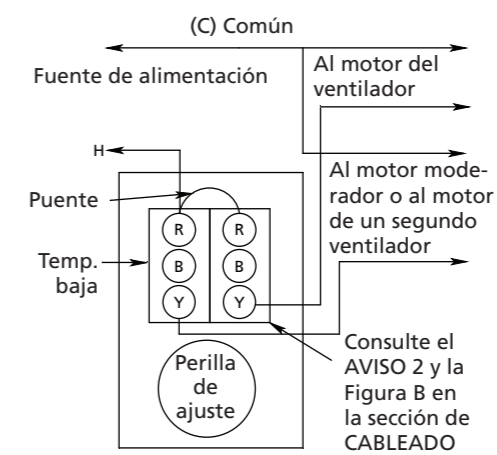 (C) Común
Fuente de alimentación
Al motor del
ventilador
H
Al motor mode-
rador o al motor
de un segundo
ventilador
Puente
R
R
Temp.
baja
B
B
Y
Y
Consulte el
AVISO 2 y la
Figura B en
la sección de
CABLEADO
Perilla
de
ajuste